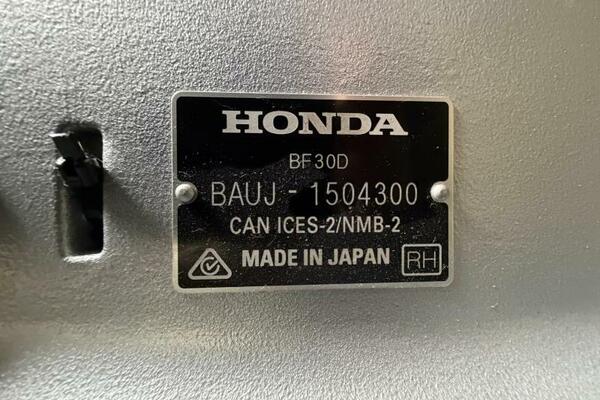 HONDA
BF30D
BAUJ - 1504300
CAN ICES-2/NMB-2
MADE IN JAPAN RH